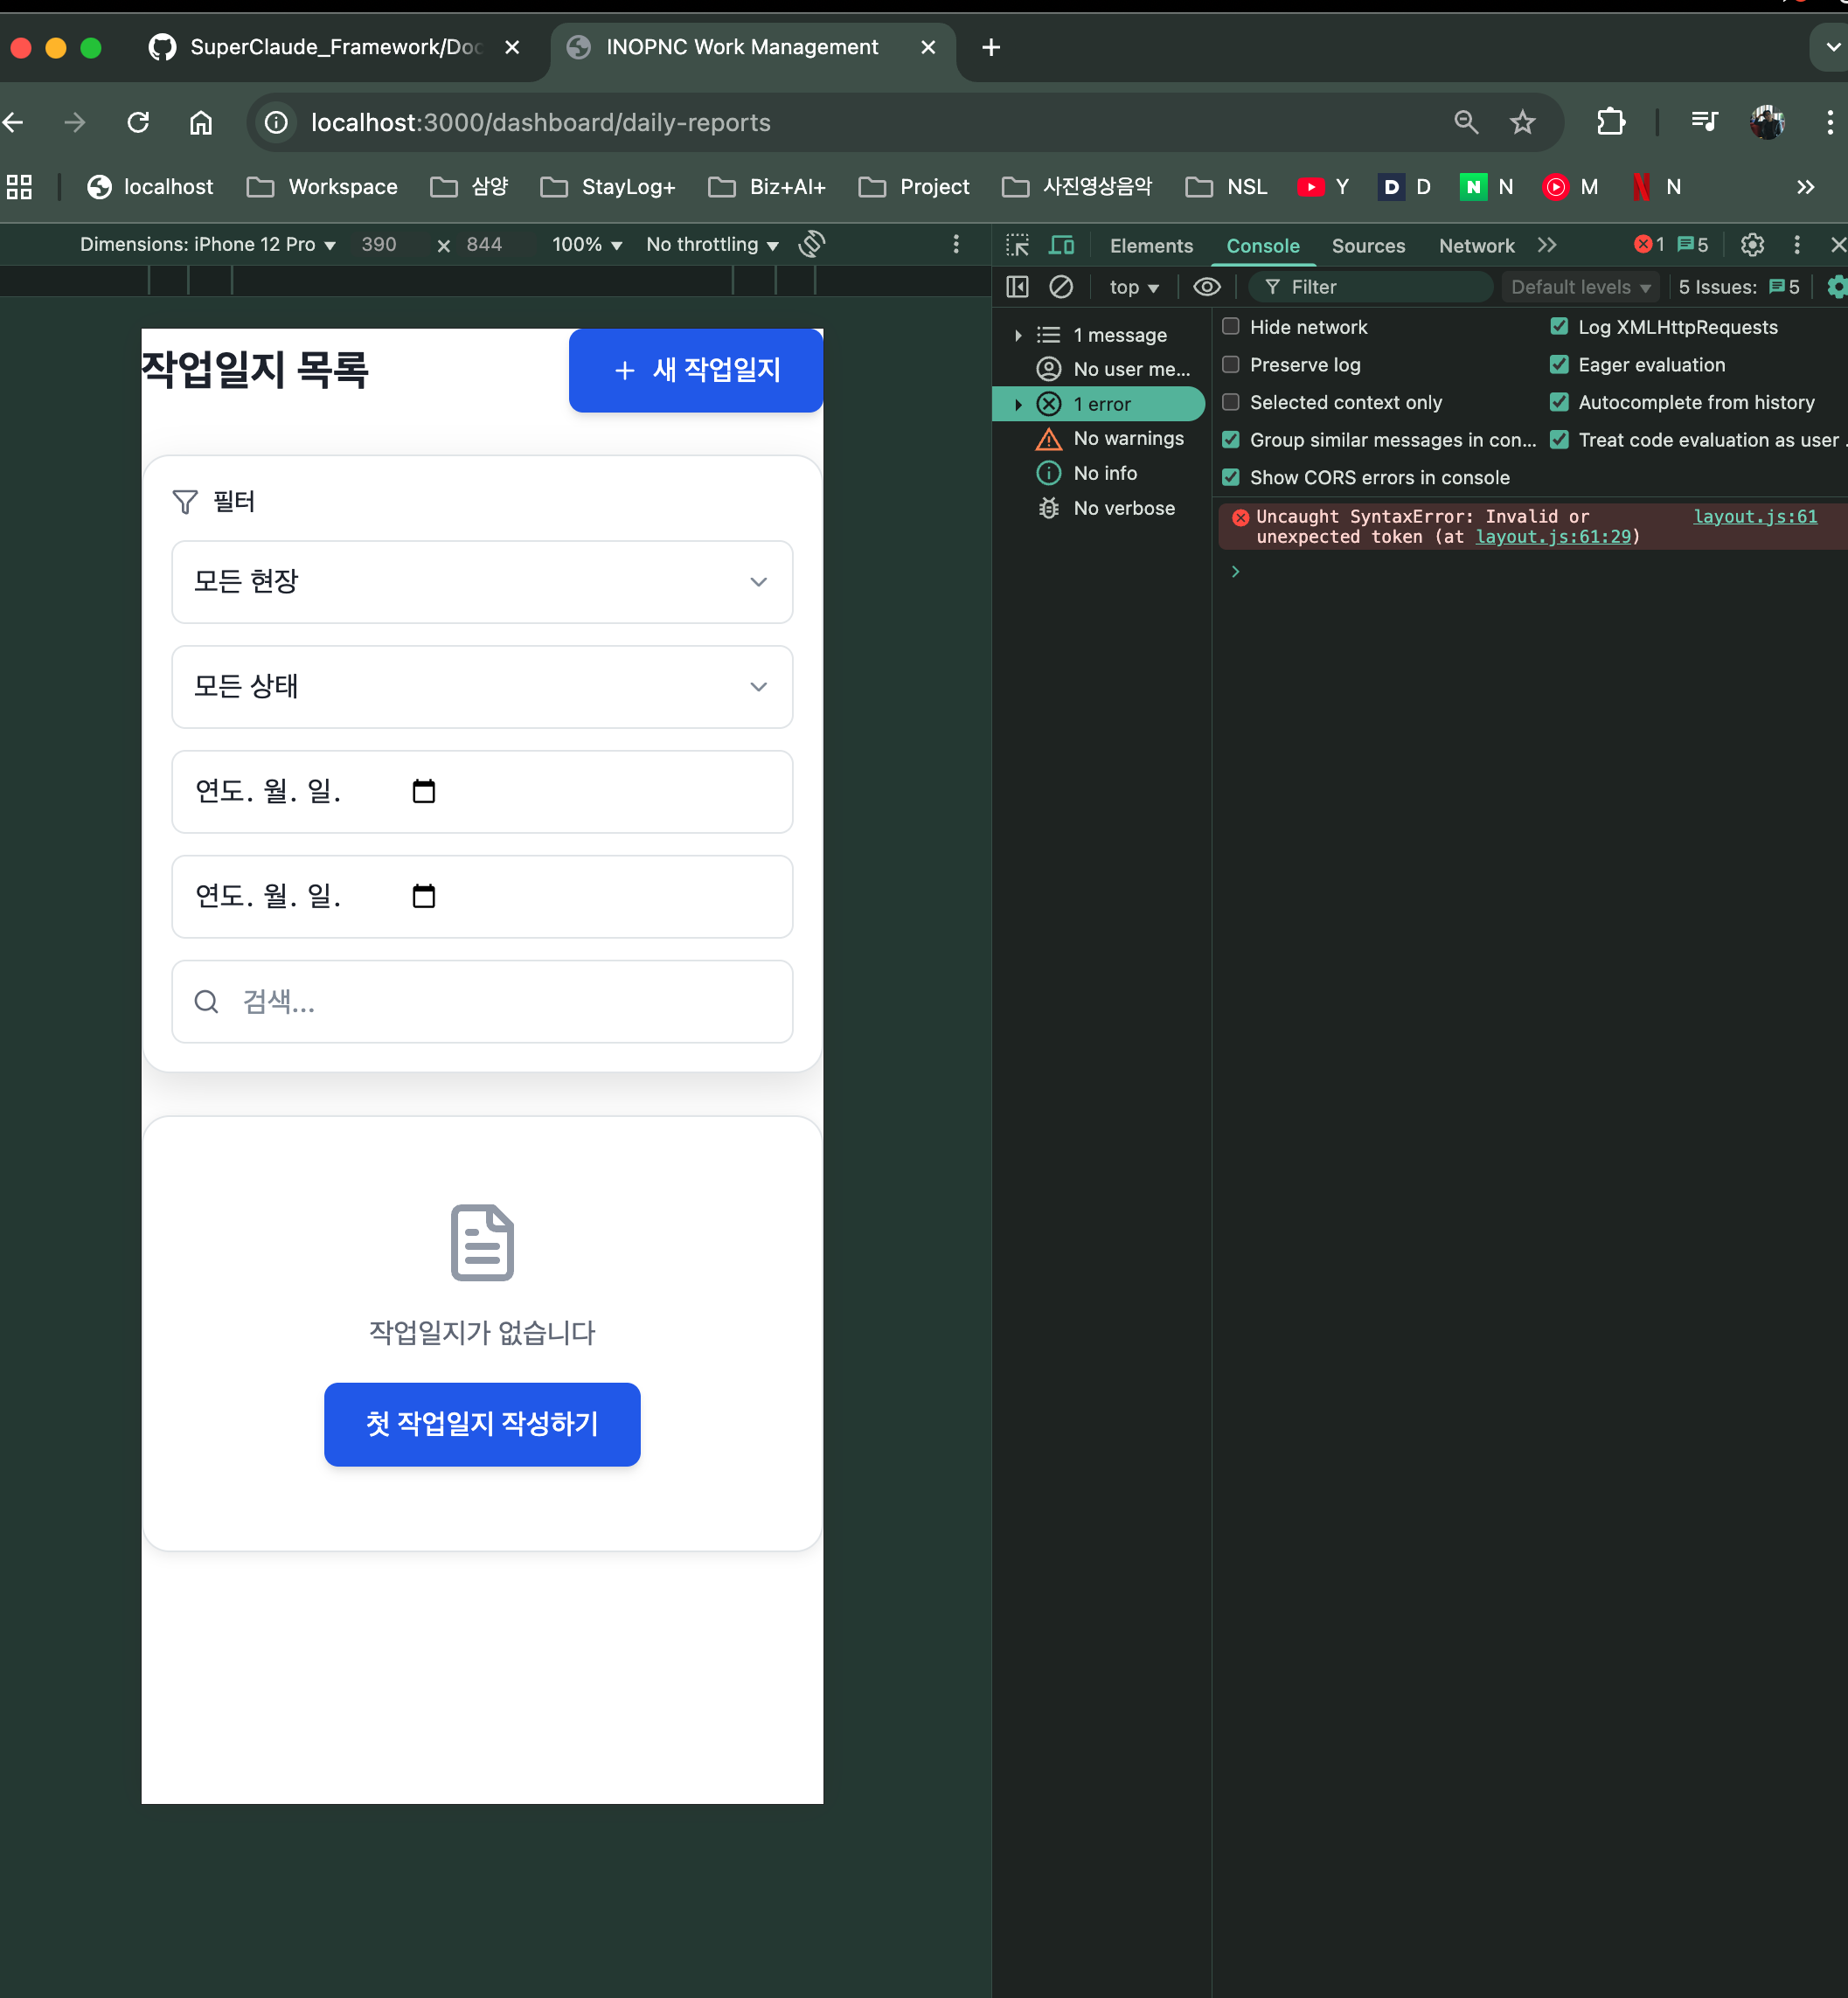 SuperClaude_Framework/Doc
INOPNC Work Management
localhost:3000/dashboard/daily-reports
localhost
Workspace
삼양
StayLog+
Biz+AI+
Project
사진영상음악
NSL
Y
D D
N N
M
N
Dimensions: iPhone 12 Pro
390 × 844
100%
No throttling
작업일지 목록
+ 새 작업일지
필터
모든 현장
모든 상태
연도. 월. 일.
연도. 월. 일.
검색...
작업일지가 없습니다
첫 작업일지 작성하기
Elements
Console
Sources
Network
1
5
top
Filter
Default levels
5 Issues: 5
1 message
No user me...
1 error
No warnings
No info
No verbose
Hide network
Log XMLHttpRequests
Preserve log
Eager evaluation
Selected context only
Autocomplete from history
Group similar messages in con...
Treat code evaluation as user
Show CORS errors in console
Uncaught SyntaxError: Invalid or
layout.js:61
unexpected token (at layout.js:61:29)